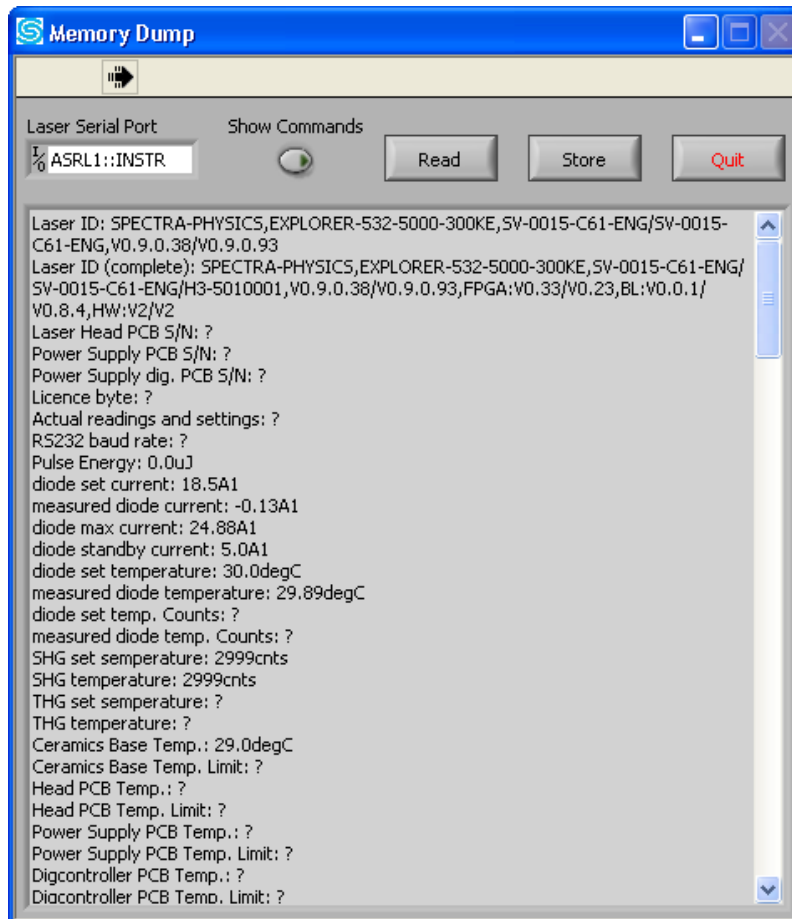 Memory Dump
Laser Serial Port
Show Commands
ASRL1::INSTR
Read
Store
Quit
Laser ID: SPECTRA-PHYSICS,EXPLORER-532-5000-300KE,SV-0015-C61-ENG/SV-0015-
C61-ENG,V0.9.0.38/V0.9.0.93
Laser ID (complete): SPECTRA-PHYSICS,EXPLORER-532-5000-300KE,SV-0015-C61-ENG/
SV-0015-C61-ENG/H3-5010001,V0.9.0.38/V0.9.0.93,FPGA:V0.33/V0.23,BL:V0.0.1/
V0.8.4,HW:V2/V2
Laser Head PCB S/N: ?
Power Supply PCB S/N: ?
Power Supply dig. PCB S/N: ?
Licence byte: ?
Actual readings and settings: ?
RS232 baud rate: ?
Pulse Energy: 0.0uJ
diode set current: 18.5A1
measured diode current: -0.13A1
diode max current: 24.88A1
diode standby current: 5.0A1
diode set temperature: 30.0degC
measured diode temperature: 29.89degC
diode set temp. Counts: ?
measured diode temp. Counts: ?
SHG set semperature: 2999cnts
SHG temperature: 2999cnts
THG set semperature: ?
THG temperature: ?
Ceramics Base Temp.: 29.0degC
Ceramics Base Temp. Limit: ?
Head PCB Temp.: ?
Head PCB Temp. Limit: ?
Power Supply PCB Temp.: ?
Power Supply PCB Temp. Limit: ?
Digcontroller PCB Temp.: ?
Digcontroller PCB Temp. Limit: ?